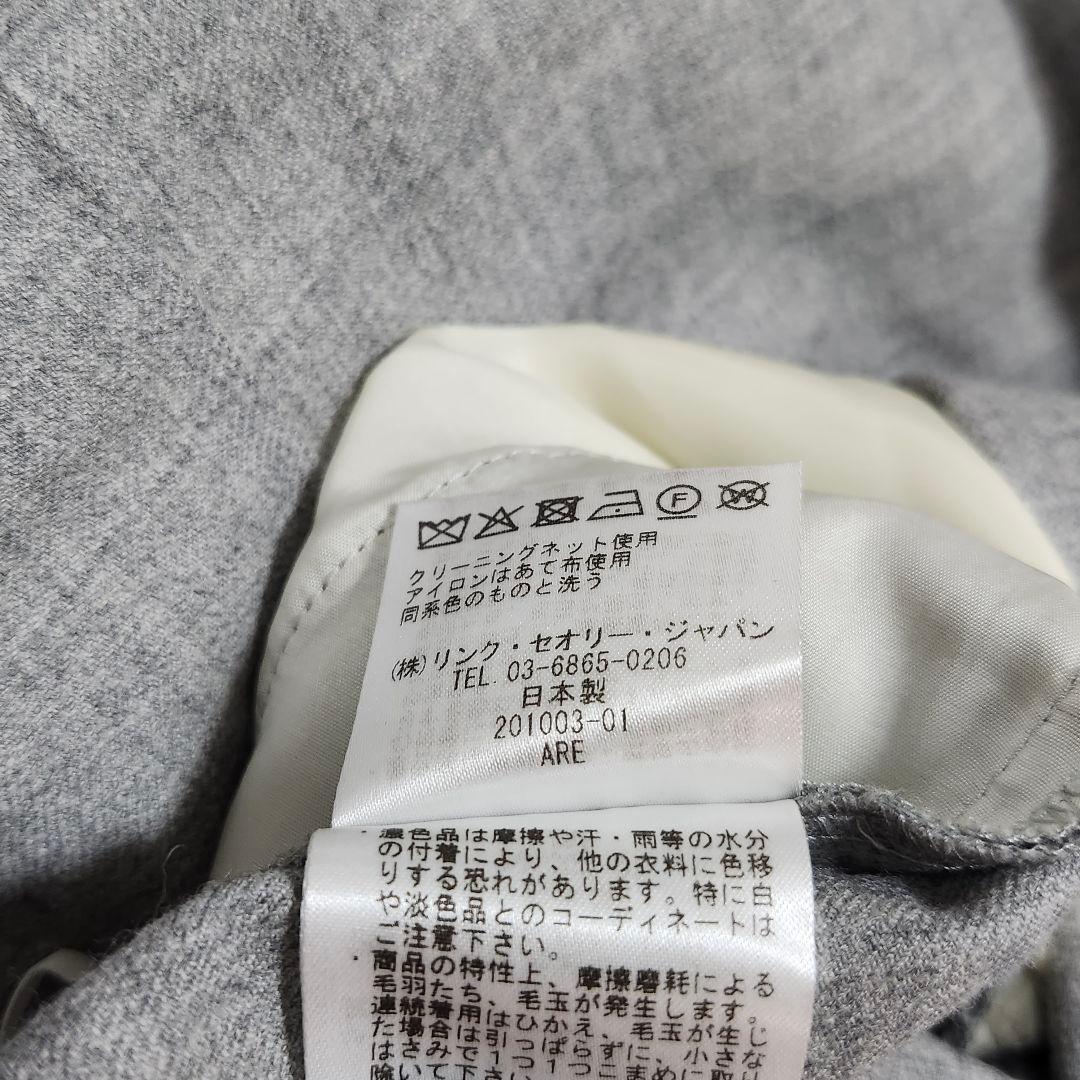 F W
クリーニングネット使用
アイロンはあて布使用
同系色のものと洗う
(株)リンク・セオリー・ジャパン
TEL. 03-6865-0206
日本製
201003-01
ARE
・濃色品は摩擦や汗・雨等の水分
の付着により、他の衣料に色移
りする恐れがあります。特に白
や淡色品とのコーディネートは
ご注意下さい。
・商品の特性上、摩擦磨耗による
毛羽たち、毛玉が発生します。
連続着用はひかえ、毛玉が生じ
た場合は引っぱらずに、小さな
はさみで1つ1つこまめに取り
除いて下さい